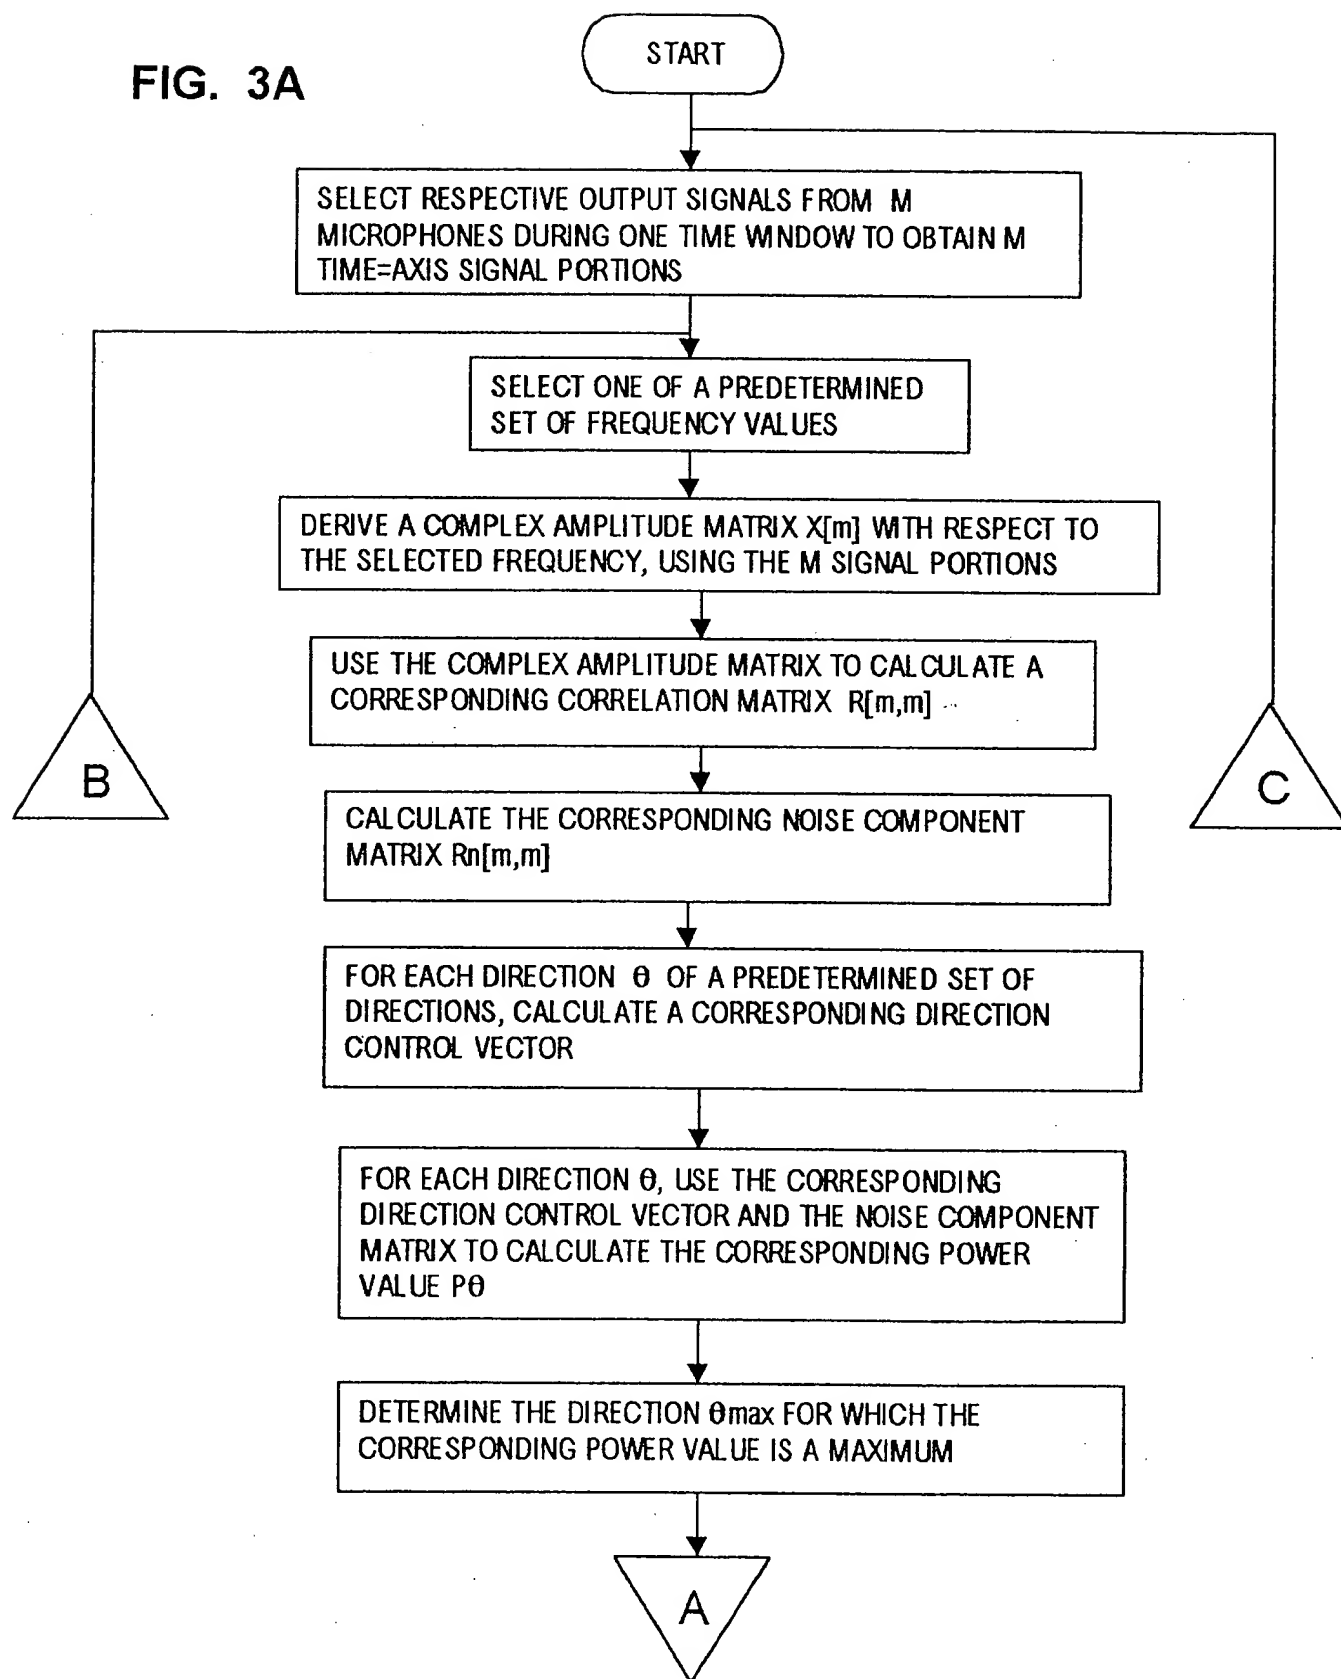 FIG. 3A
START
SELECT RESPECTIVE OUTPUT SIGNALS FROM M
MICROPHONES DURING ONE TIME WINDOW TO OBTAIN M
TIME=AXIS SIGNAL PORTIONS
SELECT ONE OF A PREDETERMINED
SET OF FREQUENCY VALUES
DERIVE A COMPLEX AMPLITUDE MATRIX X[m] WITH RESPECT TO
THE SELECTED FREQUENCY, USING THE M SIGNAL PORTIONS
USE THE COMPLEX AMPLITUDE MATRIX TO CALCULATE A
CORRESPONDING CORRELATION MATRIX R[m,m]
B
C
CALCULATE THE CORRESPONDING NOISE COMPONENT
MATRIX Rn[m,m]
FOR EACH DIRECTION θ OF A PREDETERMINED SET OF
DIRECTIONS, CALCULATE A CORRESPONDING DIRECTION
CONTROL VECTOR
FOR EACH DIRECTION θ, USE THE CORRESPONDING
DIRECTION CONTROL VECTOR AND THE NOISE COMPONENT
MATRIX TO CALCULATE THE CORRESPONDING POWER
VALUE Pθ
DETERMINE THE DIRECTION θmax FOR WHICH THE
CORRESPONDING POWER VALUE IS A MAXIMUM
A